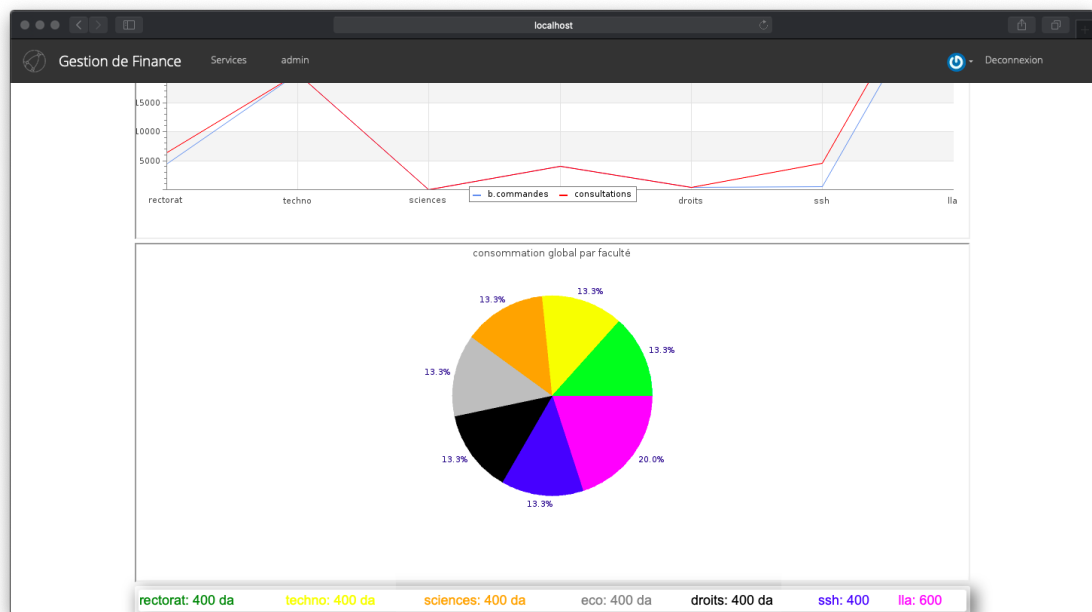 localhost
Gestion de Finance Services admin Deconnexion
15000
10000
5000
b.commandes consultations
rectorat techno sciences droits ssh lla
consommation global par faculté
13.3% 13.3%
13.3%
13.3%
13.3% 20.0%
13.3%
rectorat: 400 da techno: 400 da sciences: 400 da eco: 400 da droits: 400 da ssh: 400 lla: 600